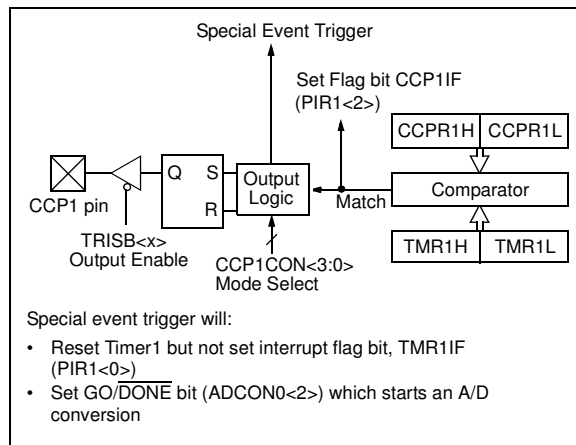 Special Event Trigger
Set Flag bit CCP1IF
(PIR1<2>)
CCPR1H CCPR1L
Q S
R
Output
Logic
Match
Comparator
CCP1 pin
TRISB<x>
Output Enable
CCP1CON<3:0>
Mode Select
TMR1H TMR1L
Special event trigger will:
• Reset Timer1 but not set interrupt flag bit, TMR1IF
(PIR1<0>)
• Set GO/DONE bit (ADCON0<2>) which starts an A/D
conversion